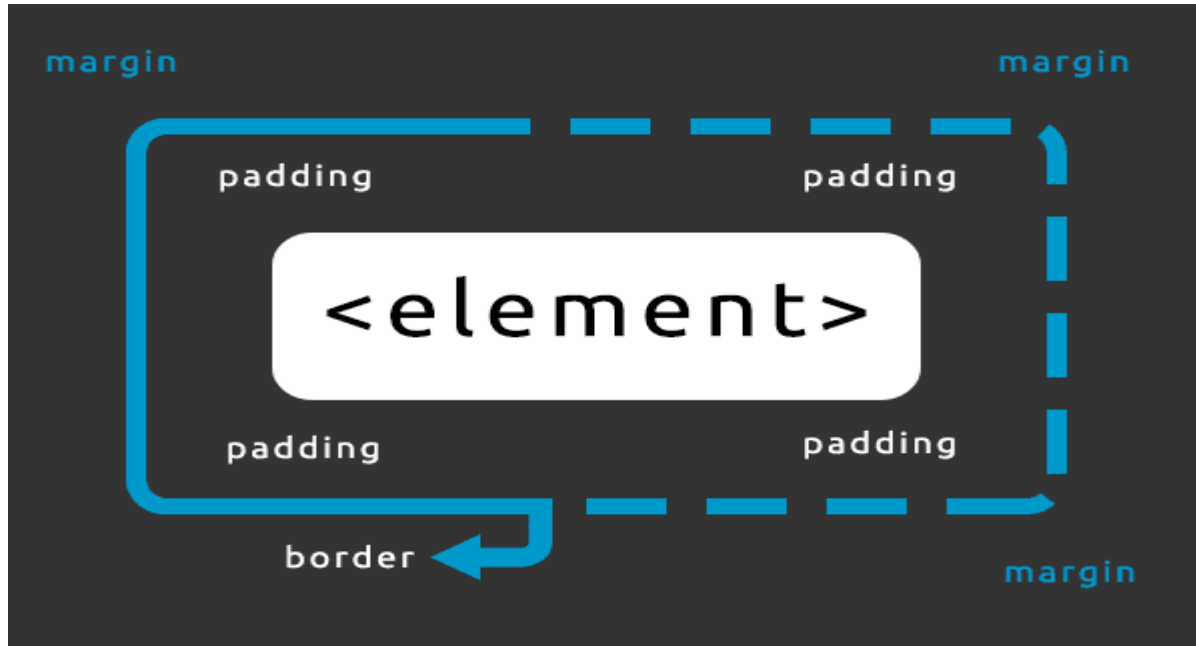 margin margin
padding padding
<element>
padding padding
border
margin